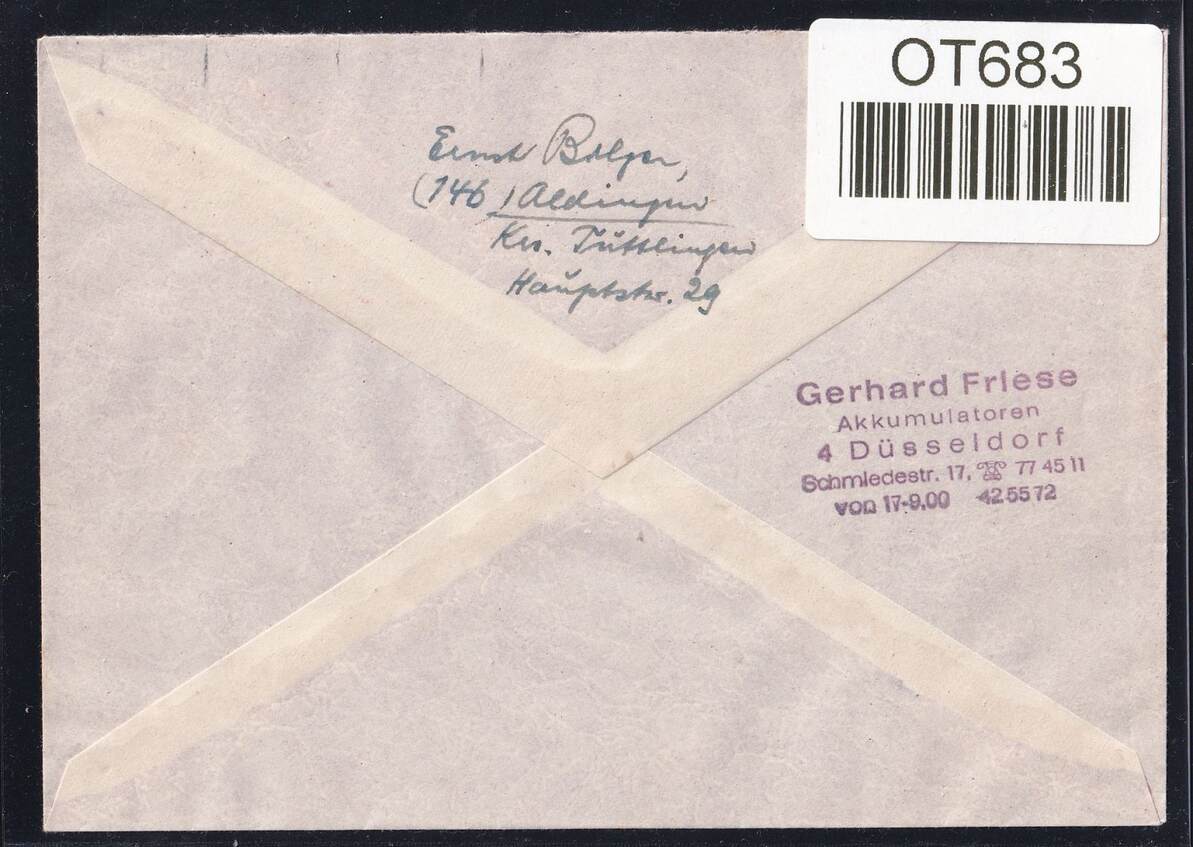 OT683
Ernst Bilger,
(14b) Aldingen
Krs. Tuttlingen
Hauptstr. 29
Gerhard Friese
Akkumulatoren
4 Düsseldorf
Schmiedestr. 17, ☏ 77 45 11
von 17-9.00 42 55 72